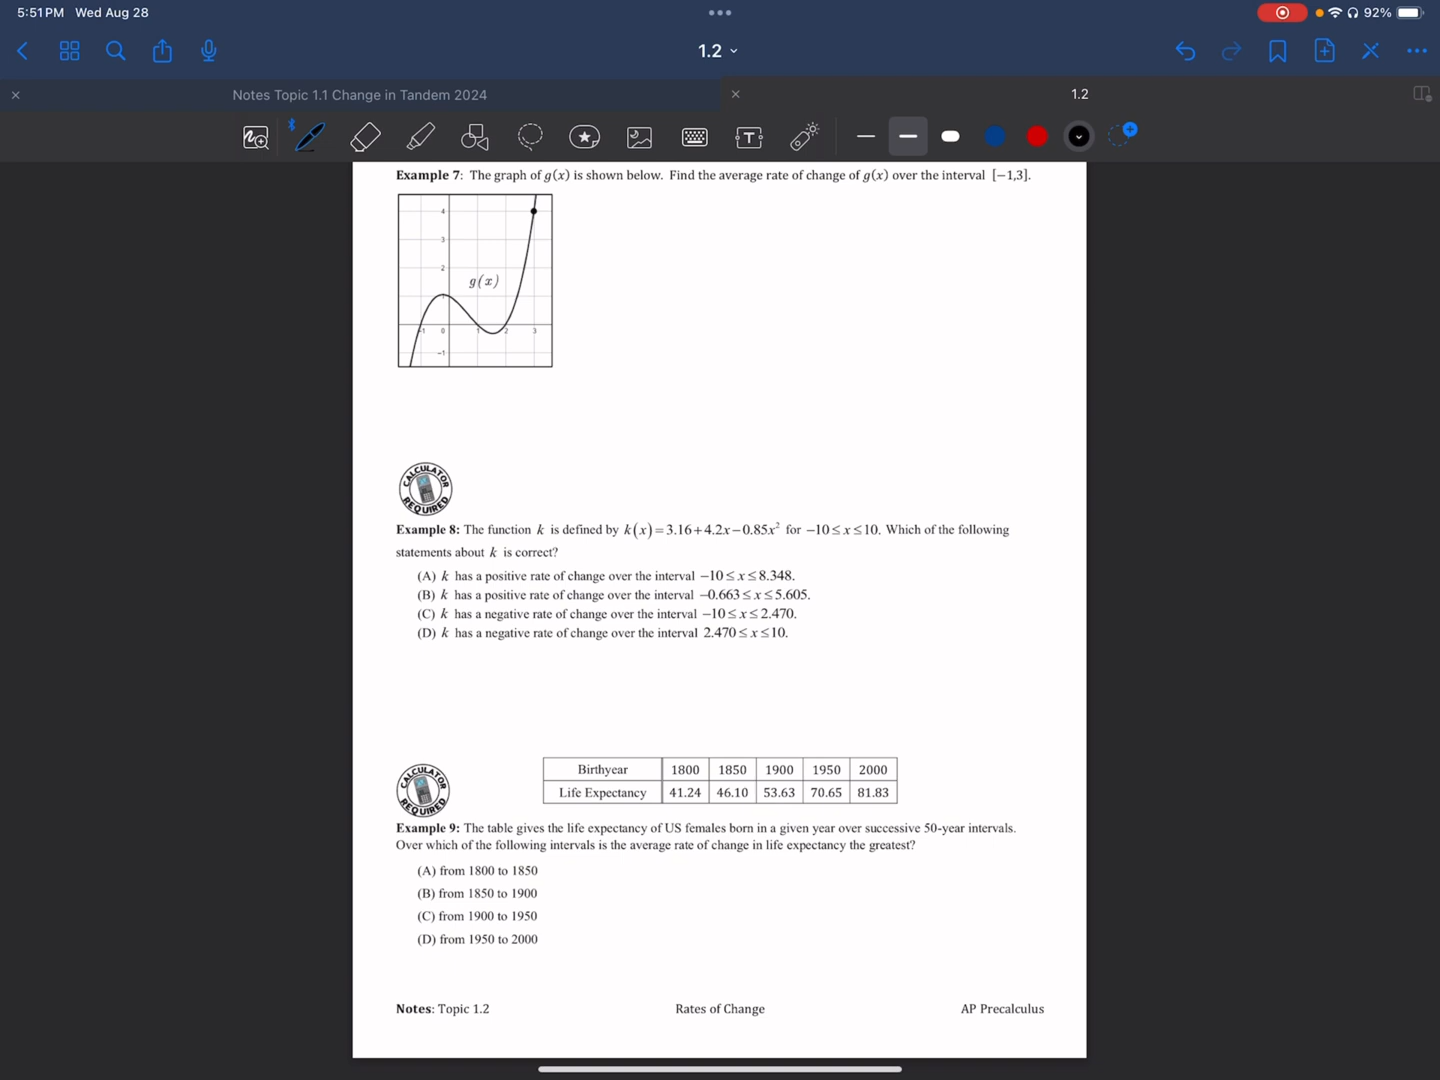 5:51 PM Wed Aug 28
92%
1.2
Notes Topic 1.1 Change in Tandem 2024
1.2
T
Example 7: The graph of g(x) is shown below. Find the average rate of change of g(x) over the interval [−1,3].
4
3
2
g(x)
−1 0 1 2 3
−1
CALCULATOR REQUIRED
Example 8: The function k is defined by k(x)=3.16+4.2x−0.85x² for −10≤x≤10. Which of the following
statements about k is correct?
(A) k has a positive rate of change over the interval −10≤x≤8.348.
(B) k has a positive rate of change over the interval −0.663≤x≤5.605.
(C) k has a negative rate of change over the interval −10≤x≤2.470.
(D) k has a negative rate of change over the interval 2.470≤x≤10.
CALCULATOR REQUIRED
Birthyear 1800 1850 1900 1950 2000
Life Expectancy 41.24 46.10 53.63 70.65 81.83
Example 9: The table gives the life expectancy of US females born in a given year over successive 50-year intervals.
Over which of the following intervals is the average rate of change in life expectancy the greatest?
(A) from 1800 to 1850
(B) from 1850 to 1900
(C) from 1900 to 1950
(D) from 1950 to 2000
Notes: Topic 1.2 Rates of Change AP Precalculus